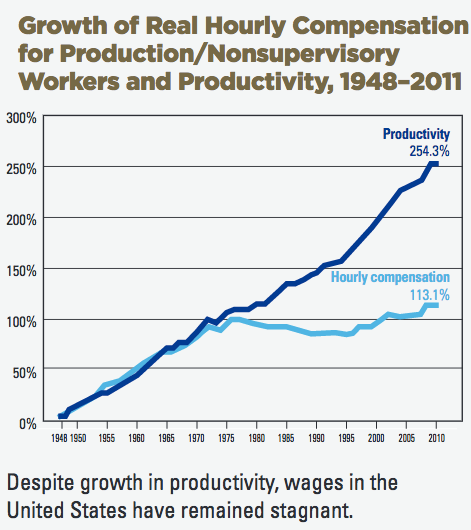 Growth of Real Hourly Compensation
for Production/Nonsupervisory
Workers and Productivity, 1948–2011
300%
Productivity
254.3%
250%
200%
150%
Hourly compensation
113.1%
100%
50%
0%
1948 1950 1955 1960 1965 1970 1975 1980 1985 1990 1995 2000 2005 2010
Despite growth in productivity, wages in the
United States have remained stagnant.